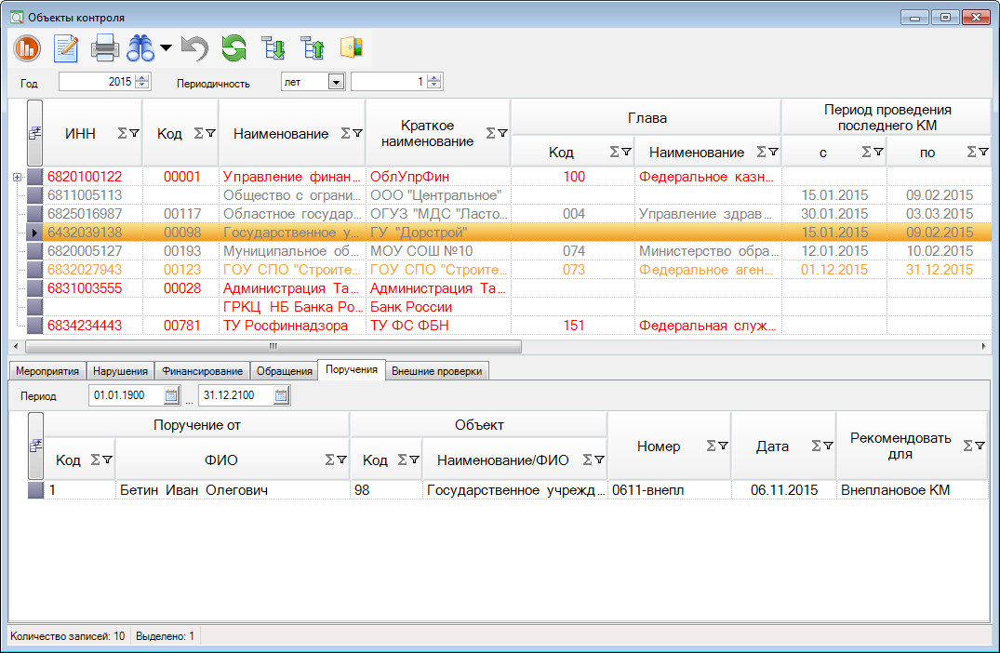 Объекты контроля
Год 2015 Периодичность лет 1
ИНН Код Наименование Краткое наименование Глава Период проведения последнего КМ
Код Наименование с по
6820100122 00001 Управление финан... ОблУпрФин 100 Федеральное казн...
6811005113 Общество с ограни... ООО "Центральное" 15.01.2015 09.02.2015
6825016987 00117 Областное государ... ОГУЗ "МДС "Ласто... 004 Управление здрав... 30.01.2015 03.03.2015
6432039138 00098 Государственное у... ГУ "Дорстрой" 15.01.2015 09.02.2015
6820005127 00193 Муниципальное об... МОУ СОШ №10 074 Министерство обра... 12.01.2015 10.02.2015
6832027943 00123 ГОУ СПО "Строите... ГОУ СПО "Строите... 073 Федеральное аген... 01.12.2015 31.12.2015
6831003555 00028 Администрация Та... Администрация Та...
ГРКЦ НБ Банка Ро... Банк России
6834234443 00781 ТУ Росфиннадзора ТУ ФС ФБН 151 Федеральная служ...
Мероприятия Нарушения Финансирование Обращения Поручения Внешние проверки
Период 01.01.1900 ... 31.12.2100
Поручение от Объект Номер Дата Рекомендовать для
Код ФИО Код Наименование/ФИО
1 Бетин Иван Олегович 98 Государственное учрежд... 0611-внепл 06.11.2015 Внеплановое КМ
Количество записей: 10 Выделено: 1